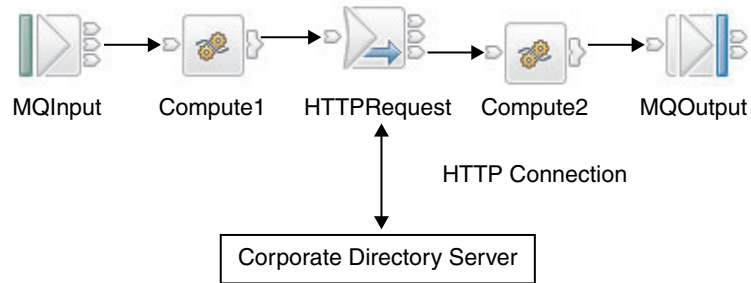 MQInput
Compute1
HTTPRequest
Compute2
MQOutput
HTTP Connection
Corporate Directory Server